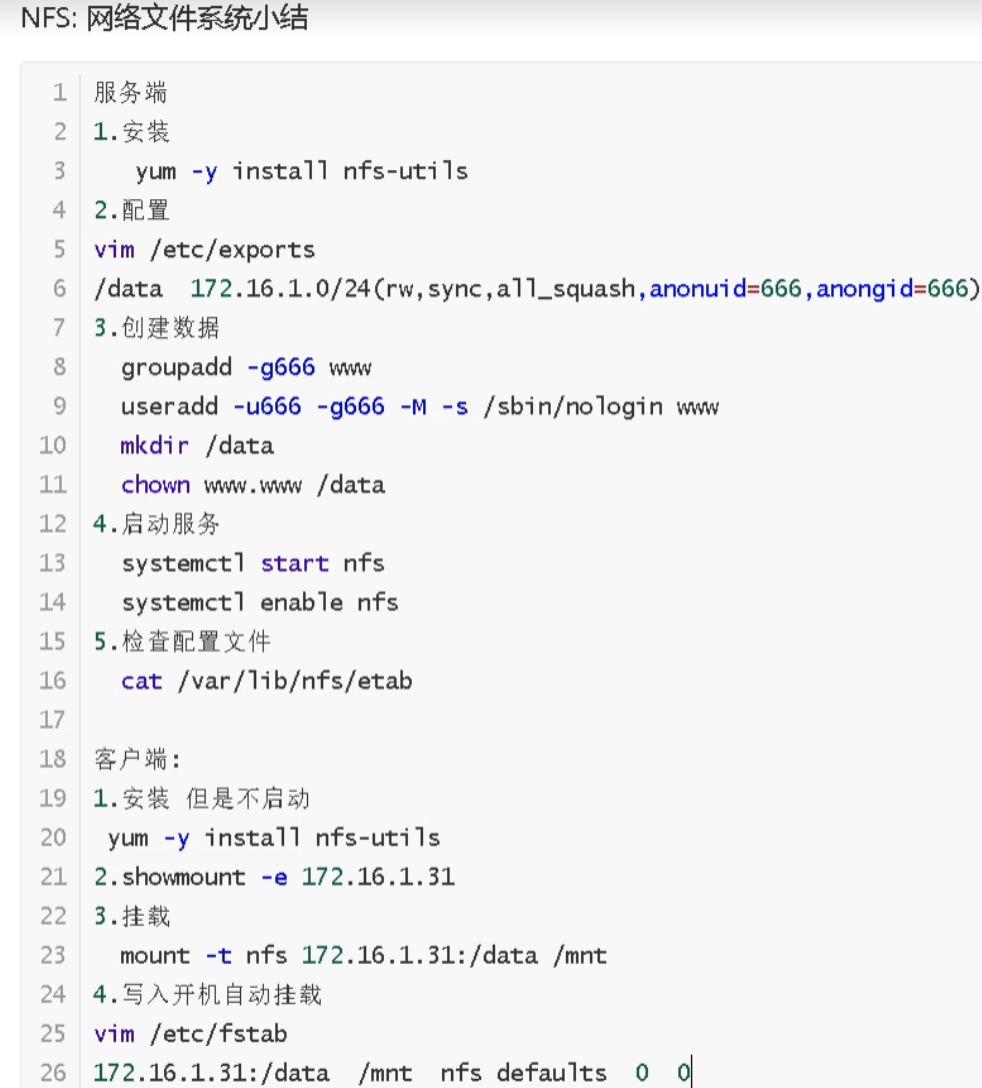 NFS: 网络文件系统小结
1 服务端
2 1.安装
3 yum -y install nfs-utils
4 2.配置
5 vim /etc/exports
6 /data 172.16.1.0/24(rw,sync,all_squash,anonuid=666,anongid=666)
7 3.创建数据
8 groupadd -g666 www
9 useradd -u666 -g666 -M -s /sbin/nologin www
10 mkdir /data
11 chown www.www /data
12 4.启动服务
13 systemctl start nfs
14 systemctl enable nfs
15 5.检查配置文件
16 cat /var/lib/nfs/etab
17
18 客户端:
19 1.安装 但是不启动
20 yum -y install nfs-utils
21 2.showmount -e 172.16.1.31
22 3.挂载
23 mount -t nfs 172.16.1.31:/data /mnt
24 4.写入开机自动挂载
25 vim /etc/fstab
26 172.16.1.31:/data /mnt nfs defaults 0 0